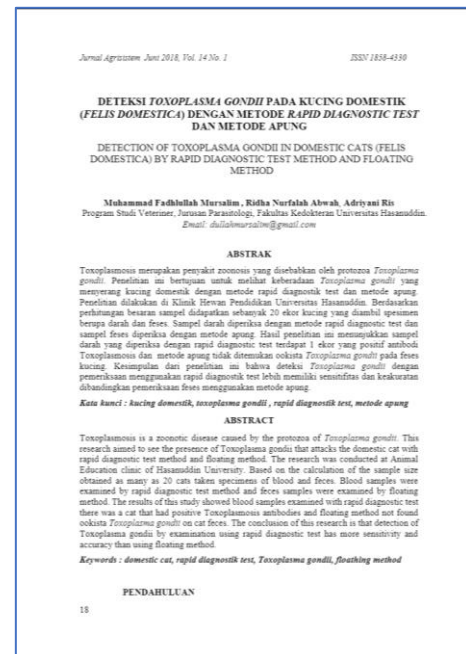 Jurnal Agrisistem Juni 2018, Vol. 14 No. 1 ISSN 1858-4330
DETEKSI TOXOPLASMA GONDII PADA KUCING DOMESTIK
(FELIS DOMESTICA) DENGAN METODE RAPID DIAGNOSTIC TEST
DAN METODE APUNG
DETECTION OF TOXOPLASMA GONDII IN DOMESTIC CATS (FELIS
DOMESTICA) BY RAPID DIAGNOSTIC TEST METHOD AND FLOATING
METHOD
Muhammad Fadhlullah Mursalim , Ridha Nurfalah Abwah, Adriyani Ris
Program Studi Veteriner, Jurusan Parasitologi, Fakultas Kedokteran Universitas Hasanuddin.
Email: dullahmursalim@gmail.com
ABSTRAK
Toxoplasmosis merupakan penyakit zoonosis yang disebabkan oleh protozoa Toxoplasma
gondii. Penelitian ini bertujuan untuk melihat keberadaan Toxoplasma gondii yang
menyerang kucing domestik dengan metode rapid diagnostik test dan metode apung.
Penelitian dilakukan di Klinik Hewan Pendidikan Universitas Hasanuddin. Berdasarkan
perhitungan besaran sampel didapatkan sebanyak 20 ekor kucing yang diambil spesimen
berupa darah dan feses. Sampel darah diperiksa dengan metode rapid diagnostic test dan
sampel feses diperiksa dengan metode apung. Hasil penelitian ini menunjukkan sampel
darah yang diperiksa dengan rapid diagnostic test terdapat 1 ekor yang positif antibodi
Toxoplasmosis dan metode apung tidak ditemukan ookista Toxoplasma gondii pada feses
kucing. Kesimpulan dari penelitian ini bahwa deteksi Toxoplasma gondii dengan
pemeriksaan menggunakan rapid diagnostik test lebih memiliki sensitifitas dan keakuratan
dibandingkan pemeriksaan feses menggunakan metode apung.
Kata kunci : kucing domestik, toxoplasma gondii , rapid diagnostik test, metode apung
ABSTRACT
Toxoplasmosis is a zoonotic disease caused by the protozoa of Toxoplasma gondii. This
research aimed to see the presence of Toxoplasma gondii that attacks the domestic cat with
rapid diagnostic test method and floating method. The research was conducted at Animal
Education clinic of Hasanuddin University. Based on the calculation of the sample size
obtained as many as 20 cats taken specimens of blood and feces. Blood samples were
examined by rapid diagnostic test method and feces samples were examined by floating
method. The results of this study showed blood samples examined with rapid diagnostic test
there was a cat that had positive Toxoplasmosis antibodies and floating method not found
ookista Toxoplasma gondii on cat feces. The conclusion of this research is that detection of
Toxoplasma gondii by examination using rapid diagnostic test has more sensitivity and
accuracy than using floating method.
Keywords : domestic cat, rapid diagnostik test, Toxoplasma gondii, floathing method
PENDAHULUAN
18